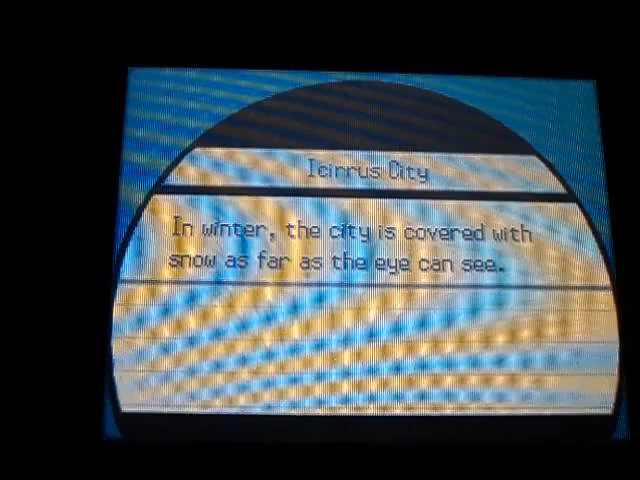 Icirrus City
In winter, the city is covered with
snow as far as the eye can see.